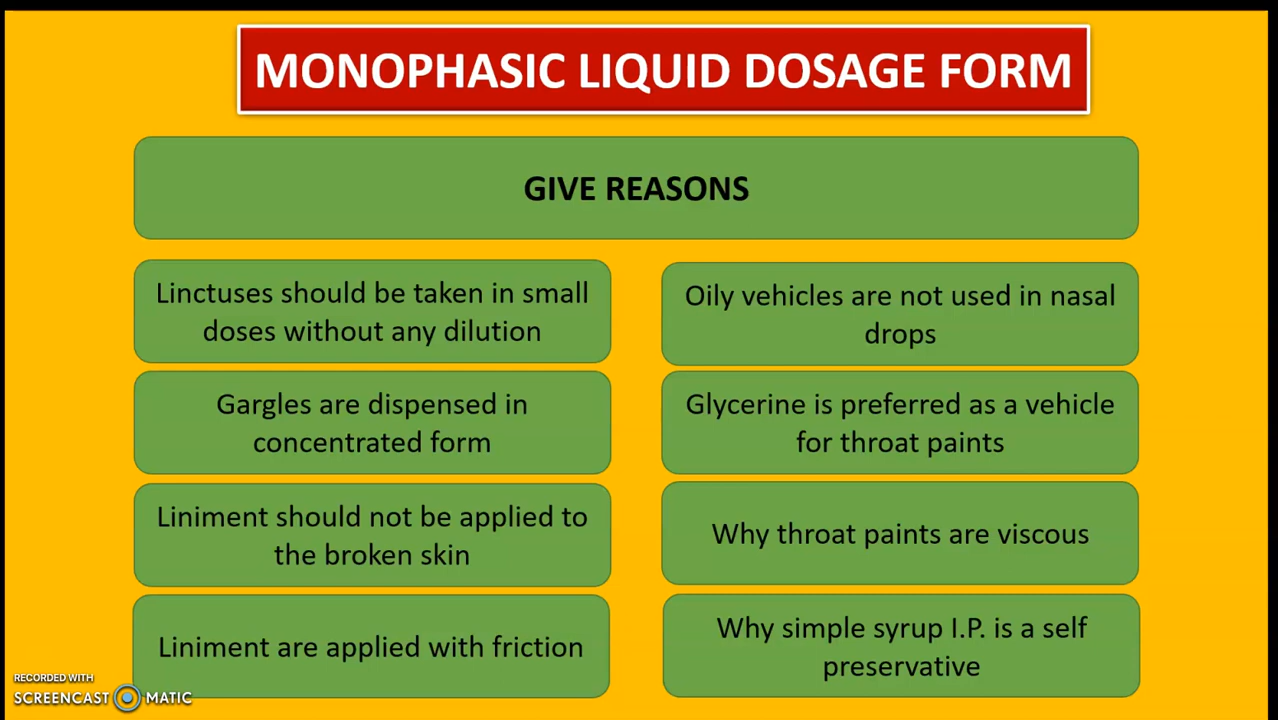 MONOPHASIC LIQUID DOSAGE FORM
GIVE REASONS
Linctuses should be taken in small
doses without any dilution
Gargles are dispensed in
concentrated form
Liniment should not be applied to
the broken skin
Liniment are applied with friction
Oily vehicles are not used in nasal
drops
Glycerine is preferred as a vehicle
for throat paints
Why throat paints are viscous
Why simple syrup I.P. is a self
preservative
RECORDED WITH
SCREENCAST MATIC